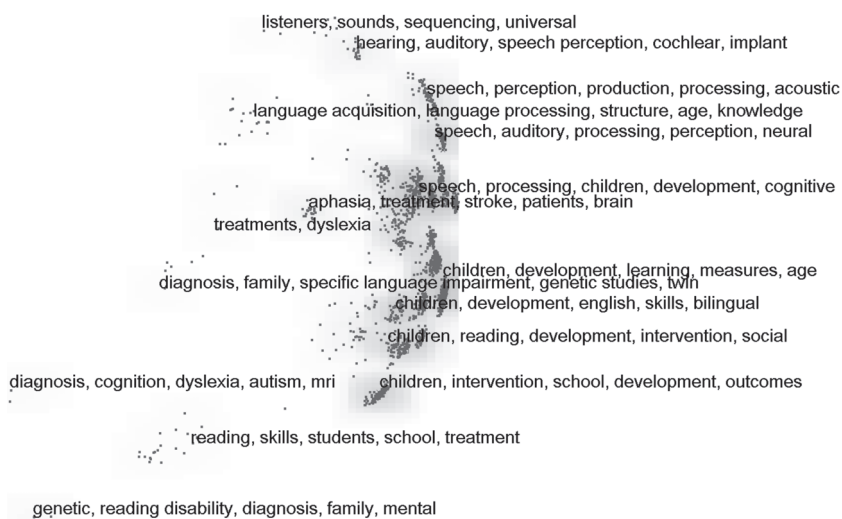 listeners, sounds, sequencing, universal
hearing, auditory, speech perception, cochlear, implant
speech, perception, production, processing, acoustic
language acquisition, language processing, structure, age, knowledge
speech, auditory, processing, perception, neural
speech, processing, children, development, cognitive
aphasia, treatment, stroke, patients, brain
treatments, dyslexia
children, development, learning, measures, age
diagnosis, family, specific language impairment, genetic studies, twin
children, development, english, skills, bilingual
children, reading, development, intervention, social
diagnosis, cognition, dyslexia, autism, mri
children, intervention, school, development, outcomes
reading, skills, students, school, treatment
genetic, reading disability, diagnosis, family, mental